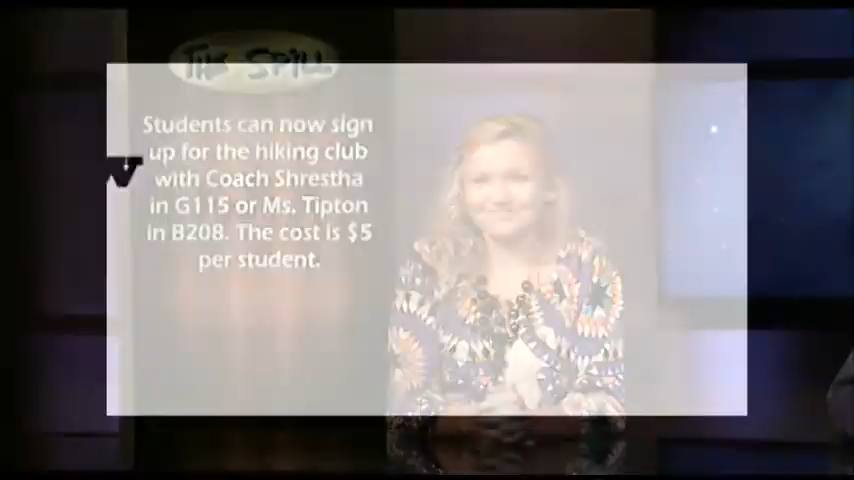 THE SPILL
Students can now sign
up for the hiking club
with Coach Shrestha
in G115 or Ms. Tipton
in B208. The cost is $5
per student.